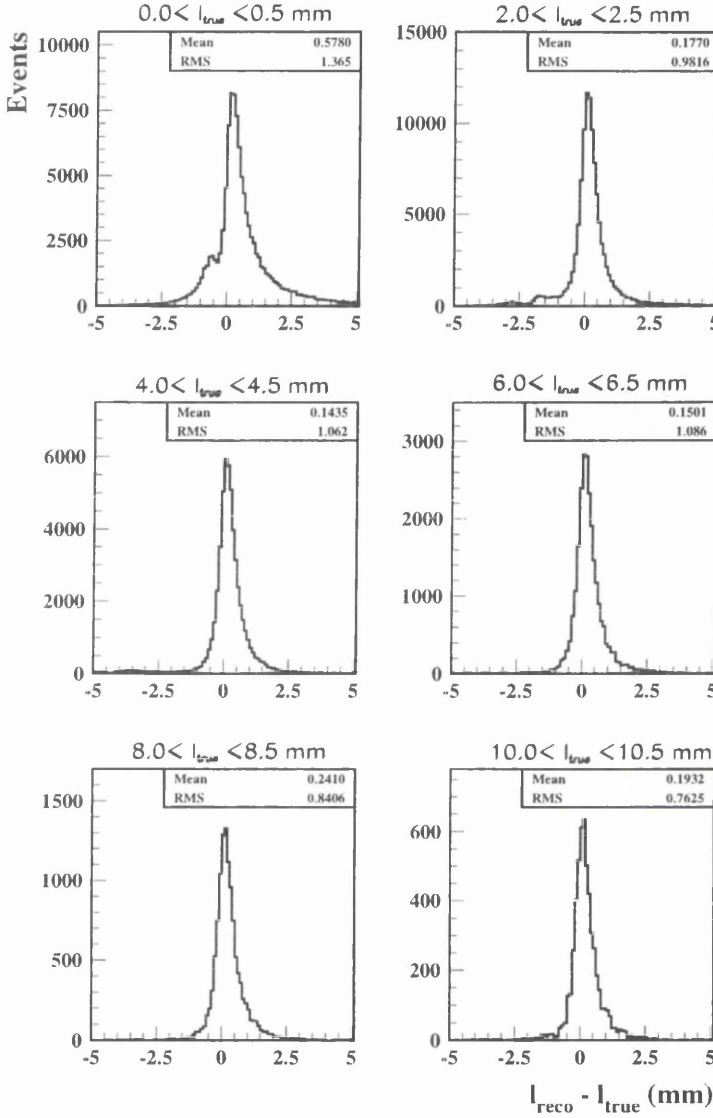 0.0< l_true <0.5 mm
Events
10000
7500
5000
2500
0
Mean 0.5780
RMS 1.365
-5 -2.5 0 2.5 5
2.0< l_true <2.5 mm
15000
10000
5000
0
Mean 0.1770
RMS 0.9816
-5 -2.5 0 2.5 5
4.0< l_true <4.5 mm
6000
4000
2000
0
Mean 0.1435
RMS 1.062
-5 -2.5 0 2.5 5
6.0< l_true <6.5 mm
3000
2000
1000
0
Mean 0.1501
RMS 1.086
-5 -2.5 0 2.5 5
8.0< l_true <8.5 mm
1500
1000
500
0
Mean 0.2410
RMS 0.8406
-5 -2.5 0 2.5 5
10.0< l_true <10.5 mm
600
400
200
0
Mean 0.1932
RMS 0.7625
-5 -2.5 0 2.5 5
l_reco - l_true (mm)